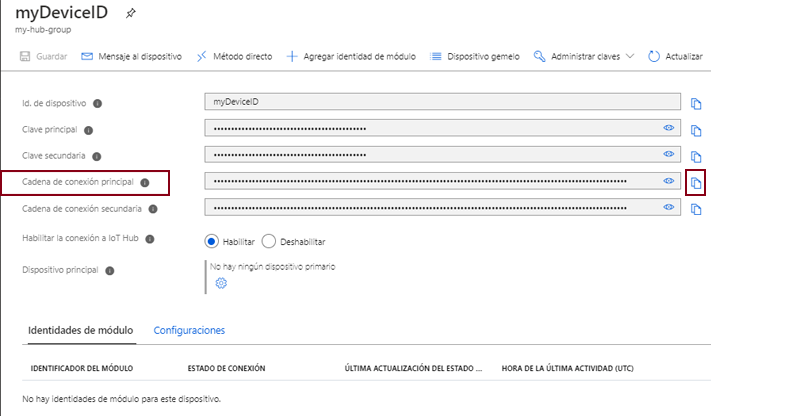 myDeviceID
my-hub-group
Guardar Mensaje al dispositivo Método directo Agregar identidad de módulo Dispositivo gemelo Administrar claves Actualizar
Id. de dispositivo myDeviceID
Clave principal ••••••••••••••••••••••••••••••••••••••••••••
Clave secundaria ••••••••••••••••••••••••••••••••••••••••••••
Cadena de conexión principal
Cadena de conexión secundaria
Habilitar la conexión a IoT Hub Habilitar Deshabilitar
Dispositivo principal No hay ningún dispositivo primario
Identidades de módulo Configuraciones
IDENTIFICADOR DEL MÓDULO ESTADO DE CONEXIÓN ÚLTIMA ACTUALIZACIÓN DEL ESTADO ... HORA DE LA ÚLTIMA ACTIVIDAD (UTC)
No hay identidades de módulo para este dispositivo.